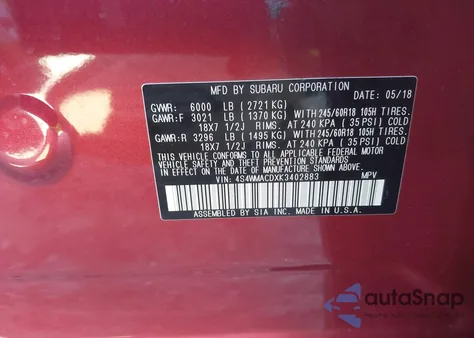 MFD BY SUBARU CORPORATION DATE: 05/18
GVWR: 6000 LB (2721 KG)
GAWR:F 3021 LB (1370 KG) WITH 245/60R18 105H TIRES.
18X7 1/2J RIMS. AT 240 KPA (35 PSI) COLD
GAWR:R 3296 LB (1495 KG) WITH 245/60R18 105H TIRES.
18X7 1/2J RIMS. AT 240 KPA (35 PSI) COLD
THIS VEHICLE CONFORMS TO ALL APPLICABLE FEDERAL MOTOR
VEHICLE SAFETY, BUMPER, AND THEFT PREVENTION STANDARDS
IN EFFECT ON THE DATE OF MANUFACTURE SHOWN ABOVE.
VIN: 4S4WMACDXK3402883 MPV
ASSEMBLED BY SIA INC. MADE IN U.S.A.
autoSnap